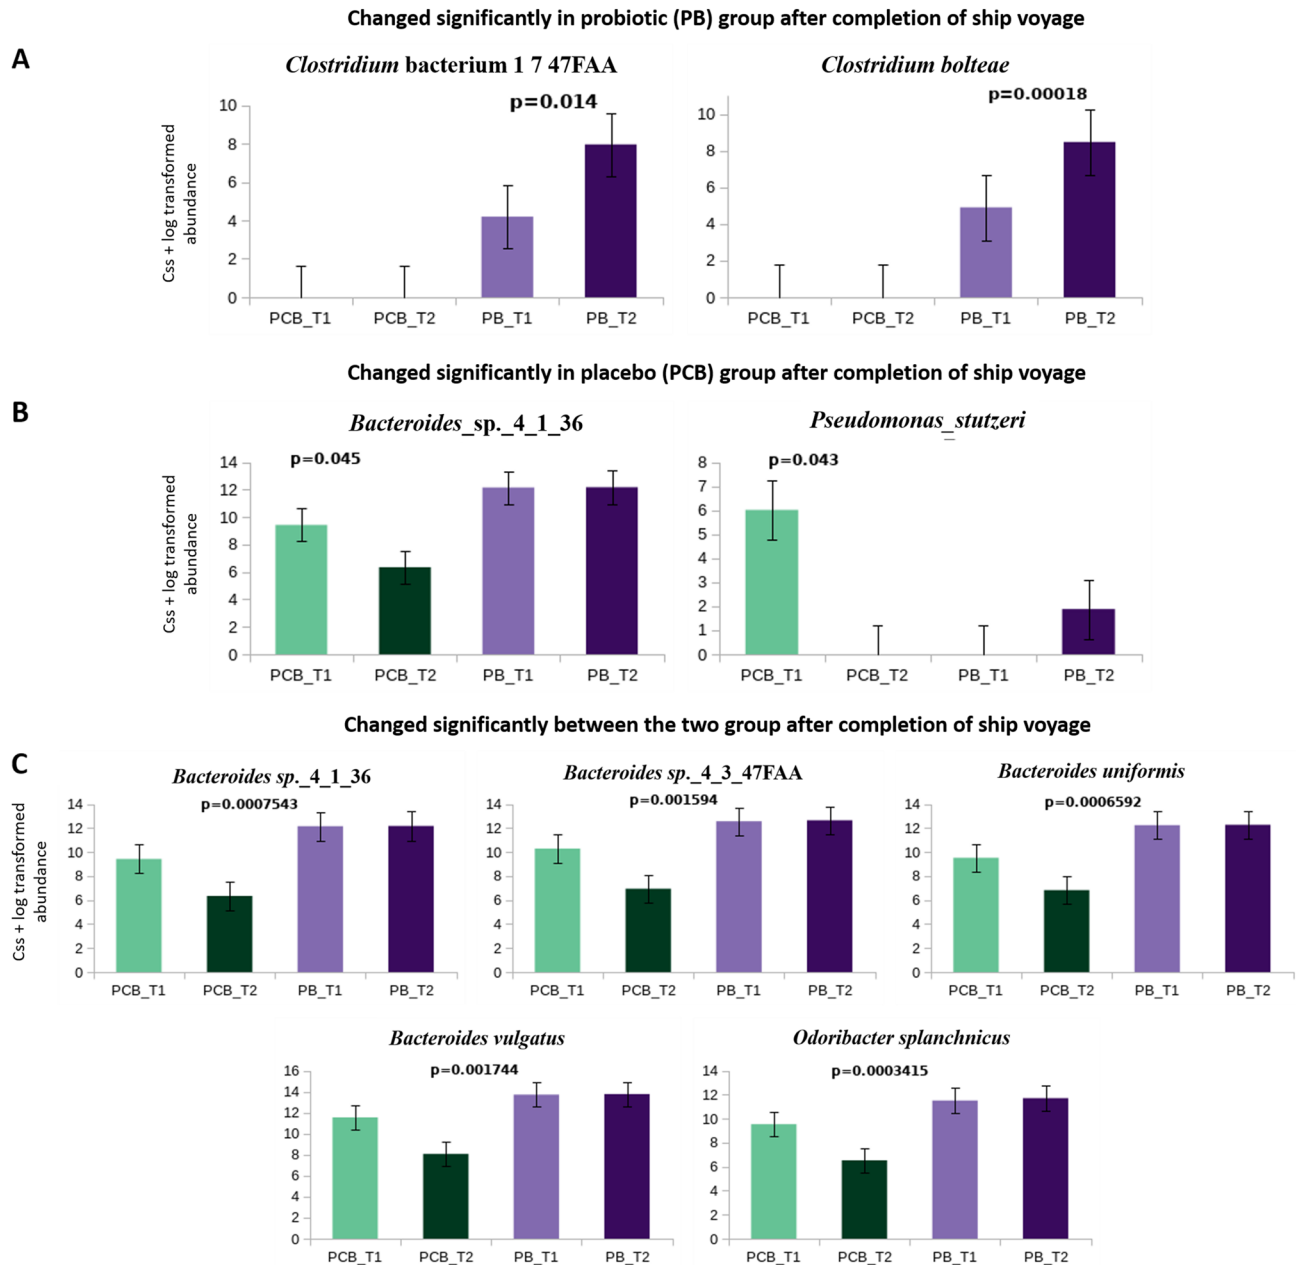 Changed significantly in probiotic (PB) group after completion of ship voyage
A
Clostridium bacterium 1 7 47FAA
Clostridium bolteae
p=0.014
p=0.00018
Css + log transformed
abundance
10
8
6
4
2
0
10
8
6
4
2
0
PCB_T1 PCB_T2 PB_T1 PB_T2
PCB_T1 PCB_T2 PB_T1 PB_T2
Changed significantly in placebo (PCB) group after completion of ship voyage
B
Bacteroides_sp._4_1_36
Pseudomonas_stutzeri
p=0.045
p=0.043
Css + log transformed
abundance
14
12
10
8
6
4
2
0
8
7
6
5
4
3
2
1
0
PCB_T1 PCB_T2 PB_T1 PB_T2
PCB_T1 PCB_T2 PB_T1 PB_T2
Changed significantly between the two group after completion of ship voyage
C
Bacteroides sp._4_1_36
Bacteroides sp._4_3_47FAA
Bacteroides uniformis
p=0.0007543
p=0.001594
p=0.0006592
Css + log transformed
abundance
14
12
10
8
6
4
2
0
14
12
10
8
6
4
2
0
14
12
10
8
6
4
2
0
PCB_T1 PCB_T2 PB_T1 PB_T2
PCB_T1 PCB_T2 PB_T1 PB_T2
PCB_T1 PCB_T2 PB_T1 PB_T2
Bacteroides vulgatus
Odoribacter splanchnicus
p=0.001744
p=0.0003415
16
14
12
10
8
6
4
2
0
14
12
10
8
6
4
2
0
PCB_T1 PCB_T2 PB_T1 PB_T2
PCB_T1 PCB_T2 PB_T1 PB_T2